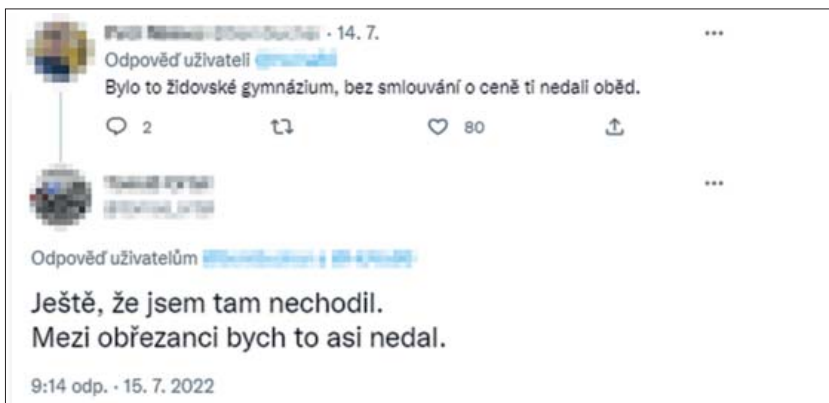 · 14. 7.
Odpověď uživateli
Bylo to židovské gymnázium, bez smlouvání o ceně ti nedali oběd.
2 80
Odpověď uživatelům
Ještě, že jsem tam nechodil.
Mezi obřezanci bych to asi nedal.
9:14 odp. · 15. 7. 2022